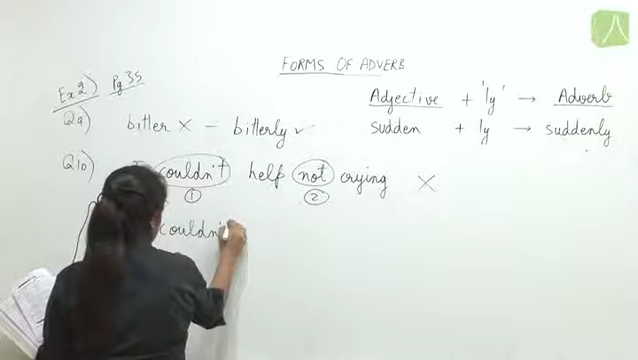 FORMS OF ADVERB
Ex 2) Pg 35
Adjective + 'ly' → Adverb
Q9) bitter × - bitterly ✓
sudden + ly → suddenly
Q10) couldn't help not crying ×
① ②
couldn'